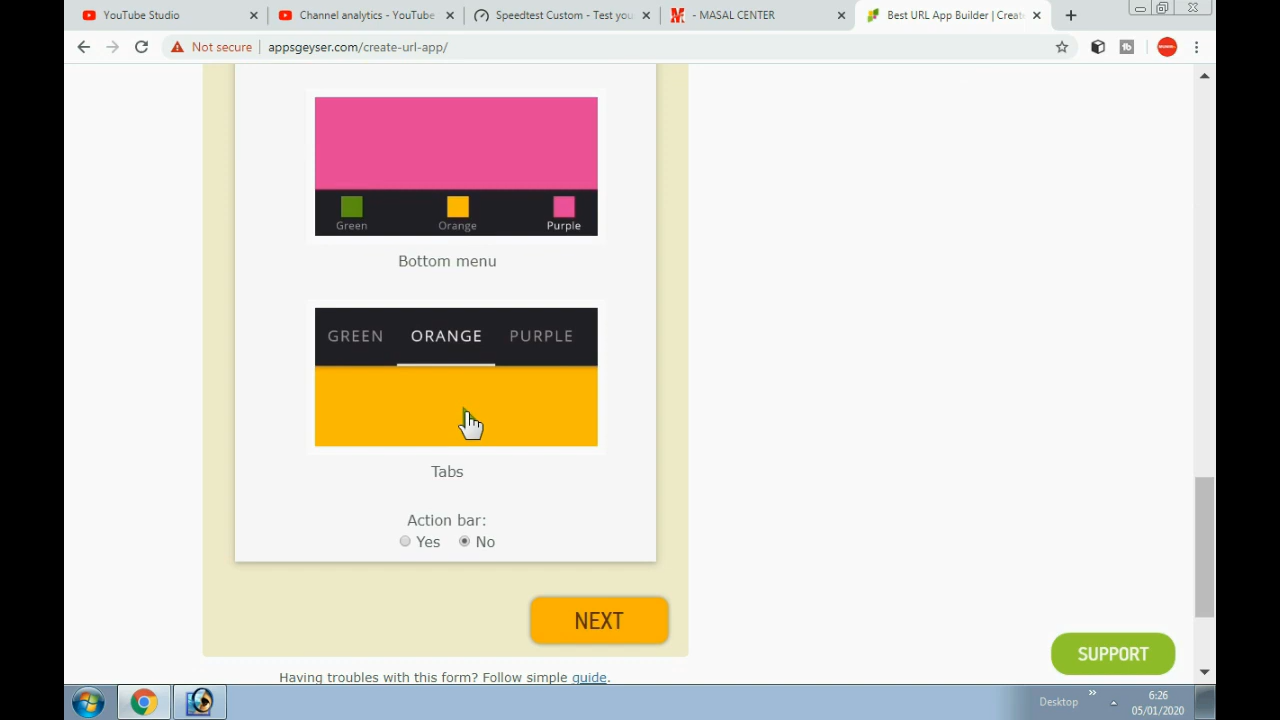 YouTube Studio
Channel analytics - YouTube
Speedtest Custom - Test you
- MASAL CENTER
Best URL App Builder | Create
Not secure
appsgeyser.com/create-url-app/
Green
Orange
Purple
Bottom menu
GREEN
ORANGE
PURPLE
Tabs
Action bar:
Yes
No
NEXT
SUPPORT
Having troubles with this form? Follow simple guide.
Desktop
6:26
05/01/2020